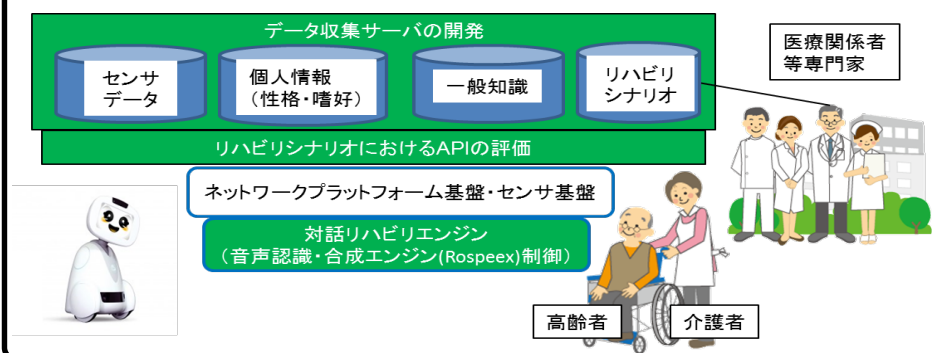 データ収集サーバの開発
センサ
データ
個人情報
（性格・嗜好）
一般知識
リハビリ
シナリオ
医療関係者
等専門家
リハビリシナリオにおけるAPIの評価
ネットワークプラットフォーム基盤・センサ基盤
対話リハビリエンジン
（音声認識・合成エンジン(Rospeex)制御）
高齢者
介護者